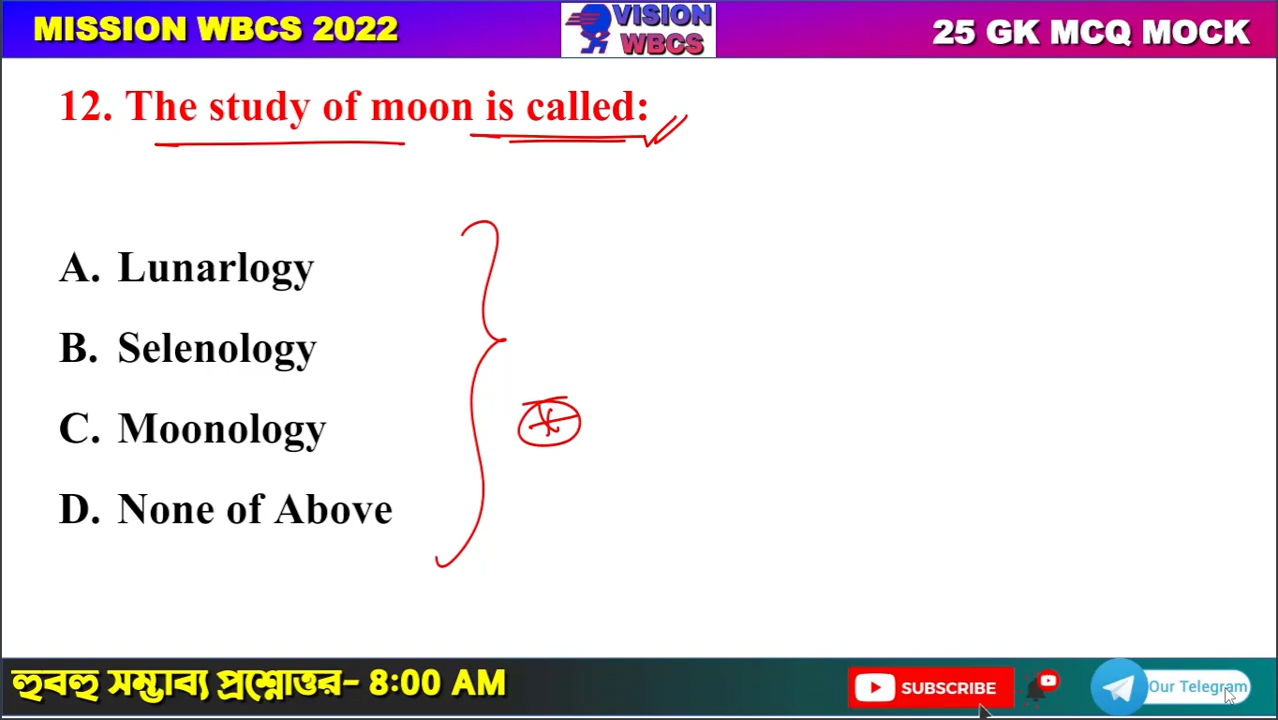 MISSION WBCS 2022
VISION
WBCS
25 GK MCQ MOCK
12. The study of moon is called:
A. Lunarlogy
B. Selenology
C. Moonology
D. None of Above
হুবহু সম্ভাব্য প্রশ্নোত্তর- 8:00 AM
SUBSCRIBE
Our Telegram